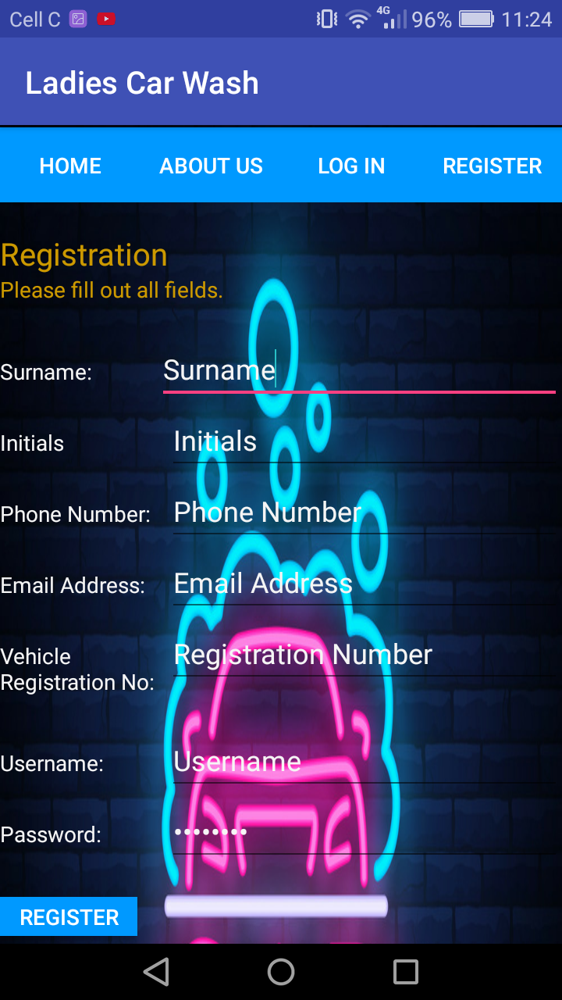 Cell C 4G 96% 11:24
Ladies Car Wash
HOME ABOUT US LOG IN REGISTER
Registration
Please fill out all fields.
Surname: Surname
Initials Initials
Phone Number: Phone Number
Email Address: Email Address
Vehicle Registration Number
Registration No:
Username: Username
Password: ••••••••
REGISTER